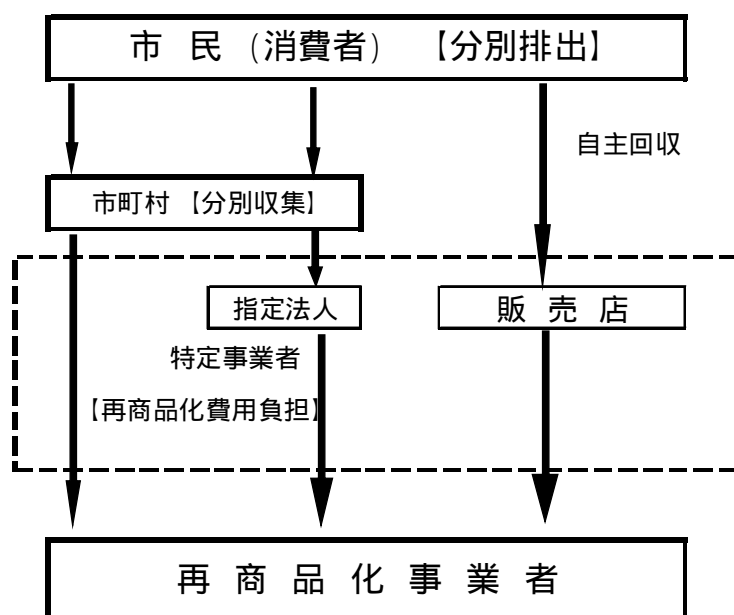 市 民 (消費者) 【分別排出】
自主回収
市町村 【分別収集】
指定法人
販 売 店
特定事業者
【再商品化費用負担】
再 商 品 化 事 業 者